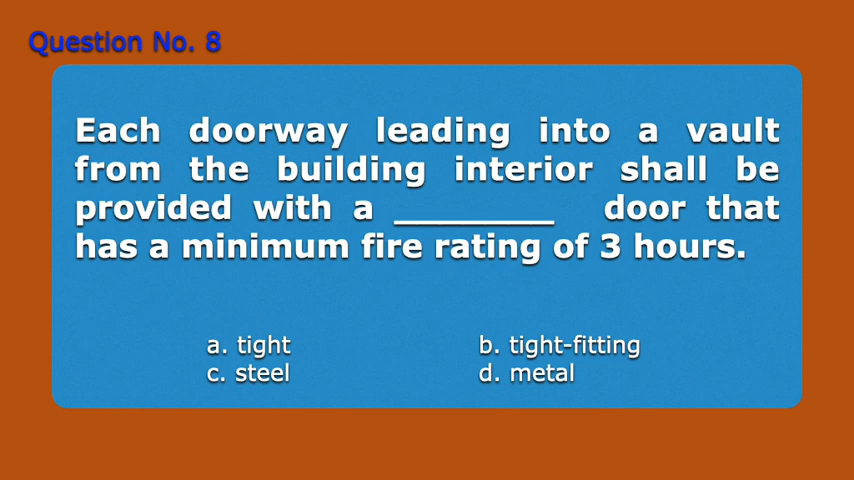 Question No. 8
Each doorway leading into a vault
from the building interior shall be
provided with a __________ door that
has a minimum fire rating of 3 hours.
a. tight b. tight-fitting
c. steel d. metal